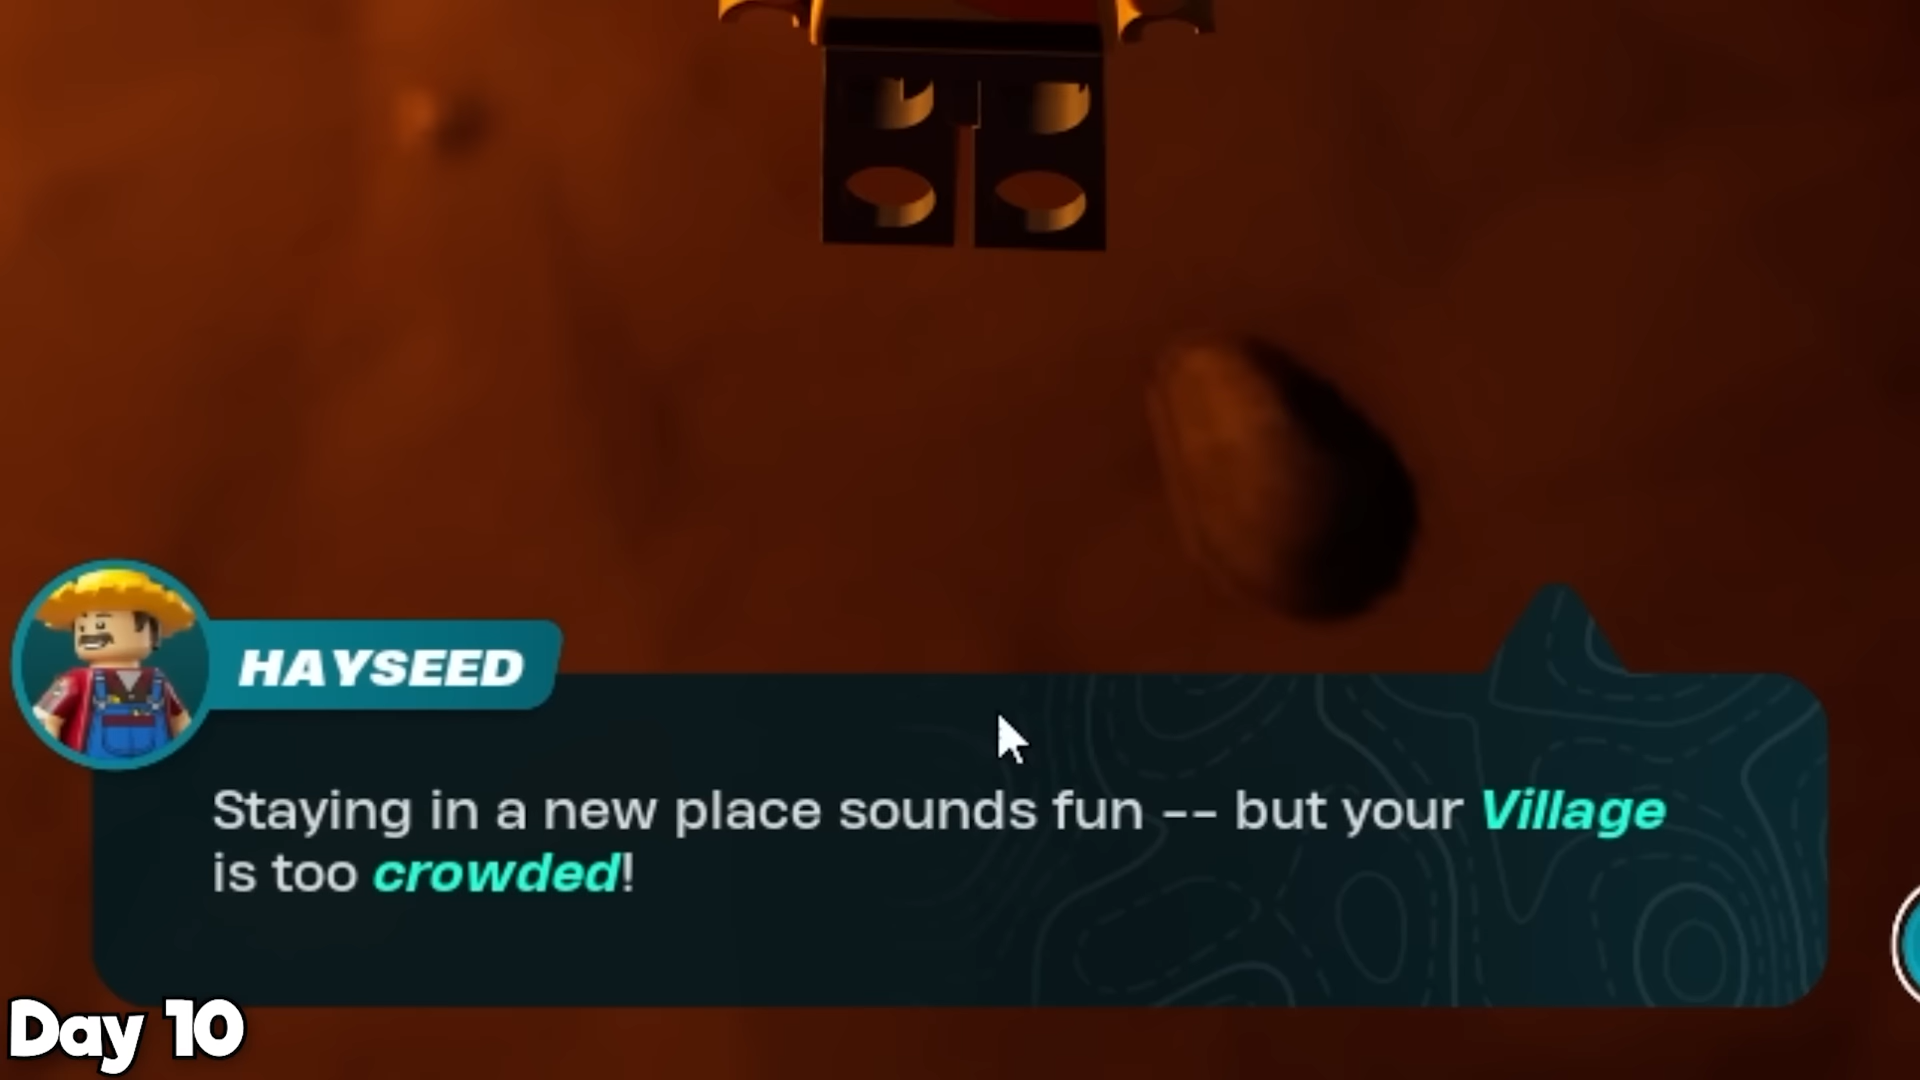 HAYSEED
Staying in a new place sounds fun -- but your Village
is too crowded!
Day 10